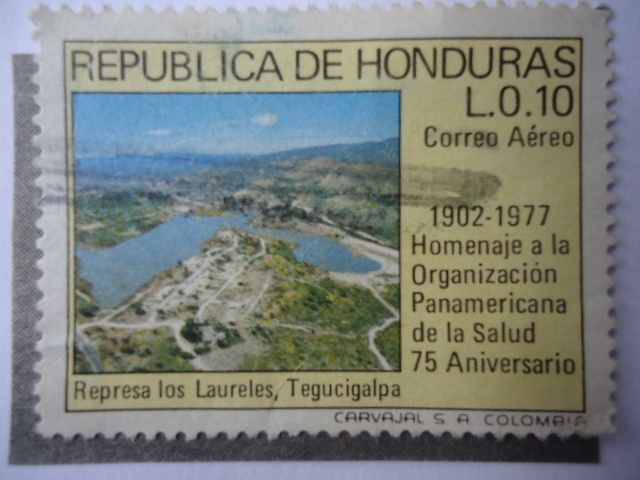 REPUBLICA DE HONDURAS
L.0.10
Correo Aéreo
1902-1977
Homenaje a la
Organización
Panamericana
de la Salud
75 Aniversario
Represa los Laureles, Tegucigalpa
CARVAJAL S. A. COLOMBIA